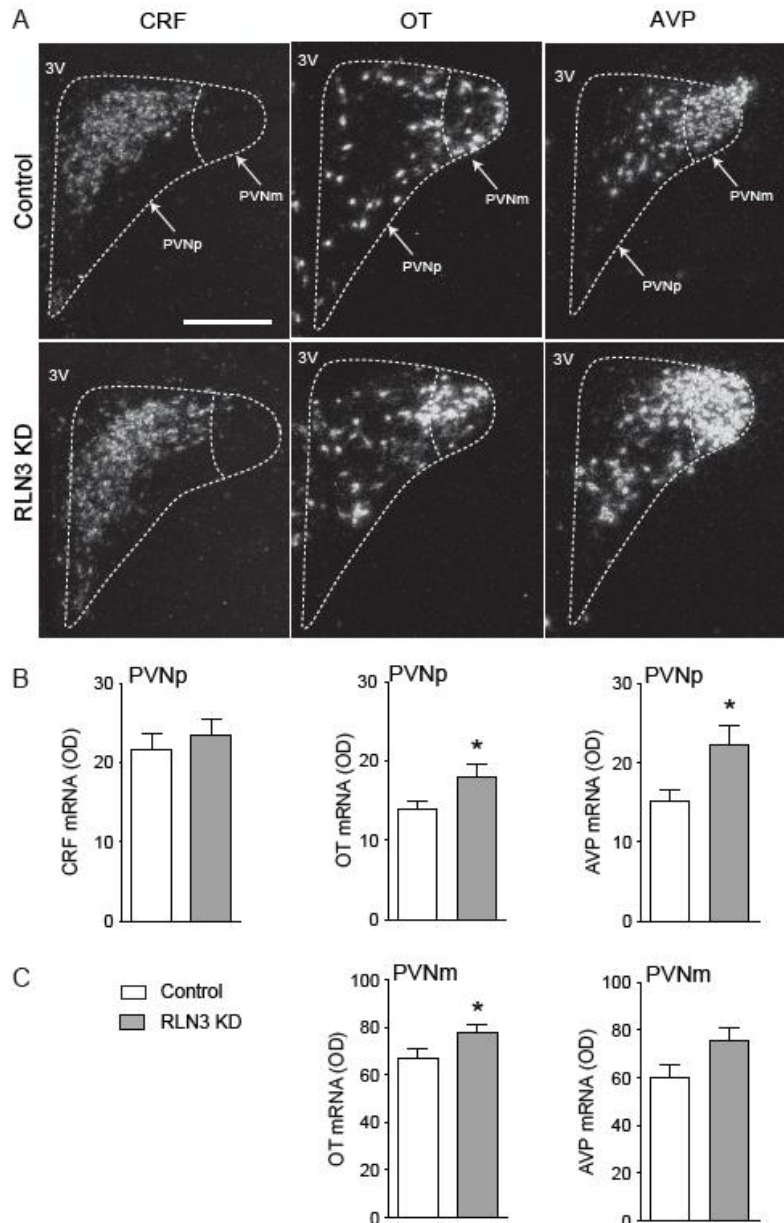 A
CRF
OT
AVP
Control
3V
PVNm
PVNp
3V
PVNm
PVNp
3V
PVNm
PVNp
RLN3 KD
3V
3V
3V
B
PVNp
CRF mRNA (OD)
30
20
10
0
PVNp
OT mRNA (OD)
30
20
10
0
*
PVNp
AVP mRNA (OD)
30
20
10
0
*
C
Control
RLN3 KD
PVNm
OT mRNA (OD)
100
80
60
40
20
0
*
PVNm
AVP mRNA (OD)
100
80
60
40
20
0